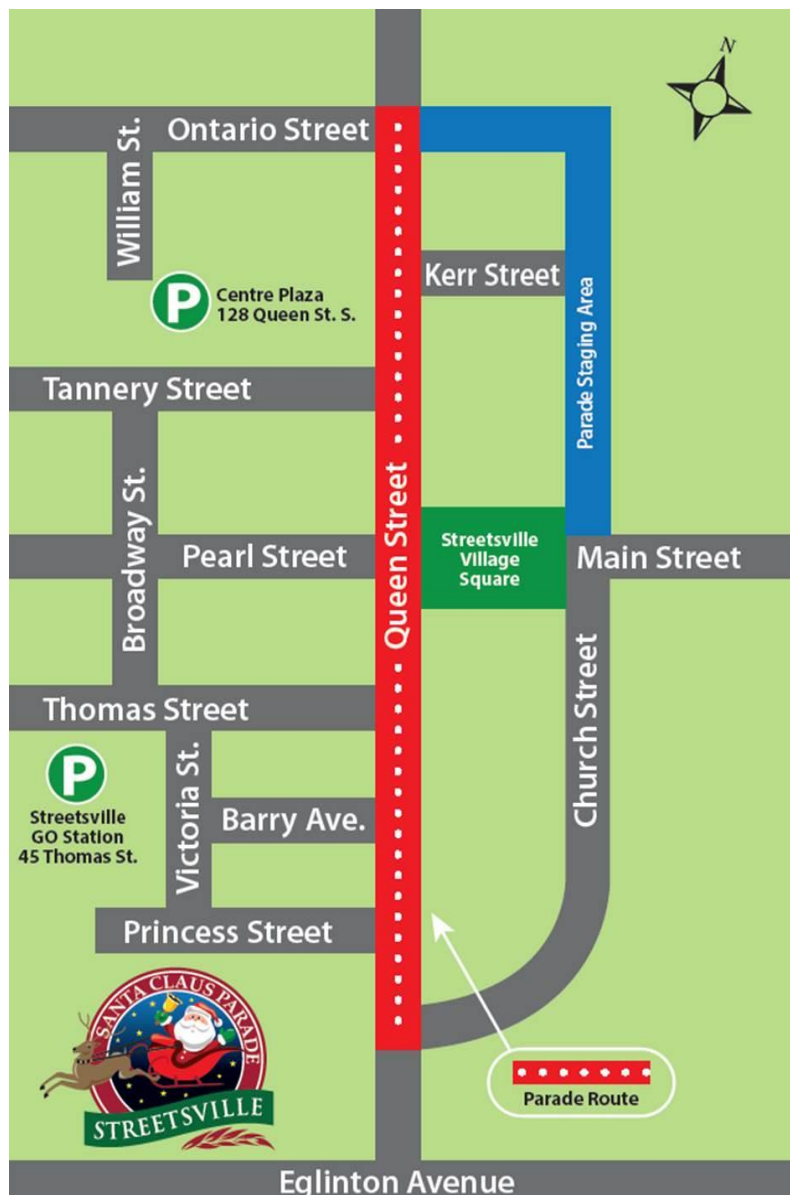 N
Ontario Street
William St.
Kerr Street
P
Centre Plaza
128 Queen St. S.
Parade Staging Area
Tannery Street
Queen Street
Broadway St.
Pearl Street
Streetsville
Village
Square
Main Street
Thomas Street
Church Street
P
Streetsville
GO Station
45 Thomas St.
Victoria St.
Barry Ave.
Princess Street
SANTA CLAUS PARADE
STREETSVILLE
Parade Route
Eglinton Avenue